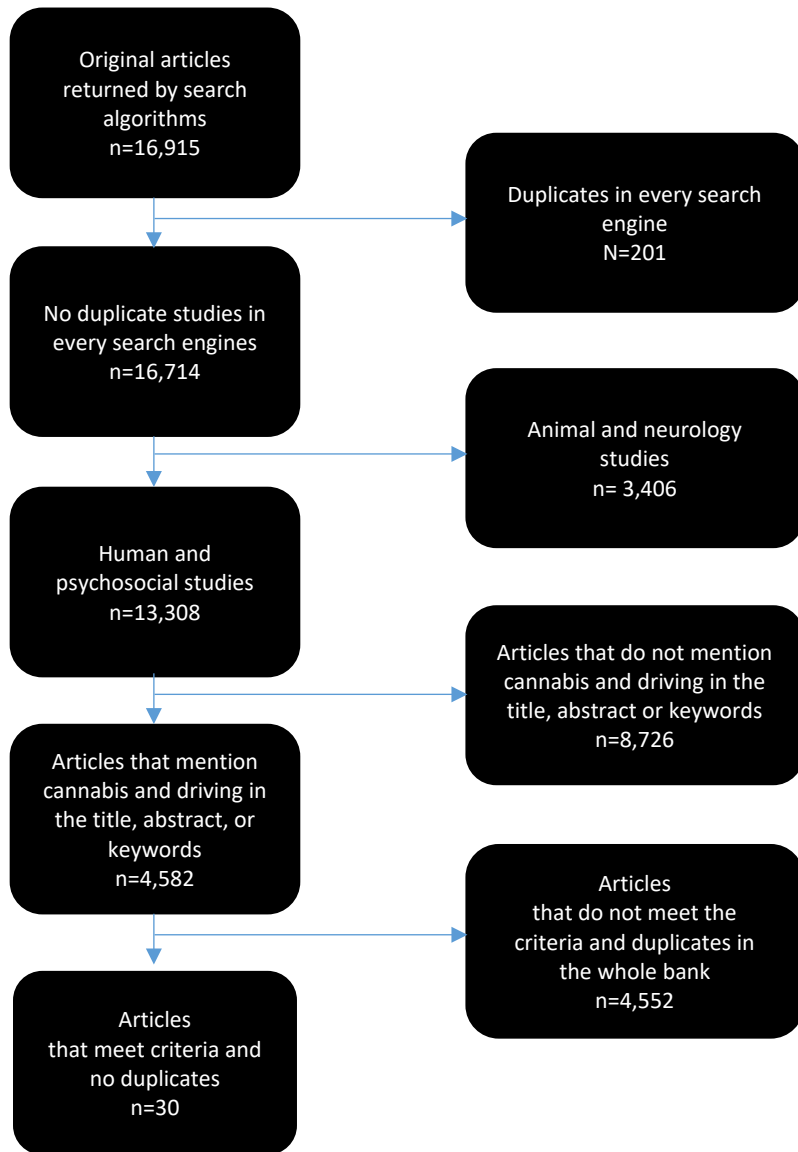 Original articles
returned by search
algorithms
n=16,915
Duplicates in every search
engine
N=201
No duplicate studies in
every search engines
n=16,714
Animal and neurology
studies
n= 3,406
Human and
psychosocial studies
n=13,308
Articles that do not mention
cannabis and driving in the
title, abstract or keywords
n=8,726
Articles that mention
cannabis and driving in
the title, abstract, or
keywords
n=4,582
Articles
that do not meet the
criteria and duplicates in
the whole bank
n=4,552
Articles
that meet criteria and
no duplicates
n=30